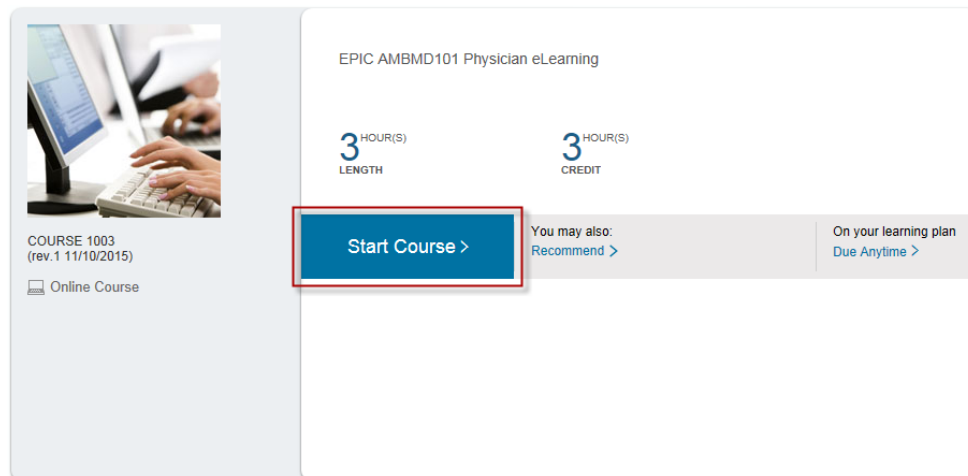 EPIC AMBMD101 Physician eLearning
3 HOUR(S)
LENGTH
3 HOUR(S)
CREDIT
COURSE 1003
(rev.1 11/10/2015)
Online Course
Start Course >
You may also:
Recommend >
On your learning plan
Due Anytime >